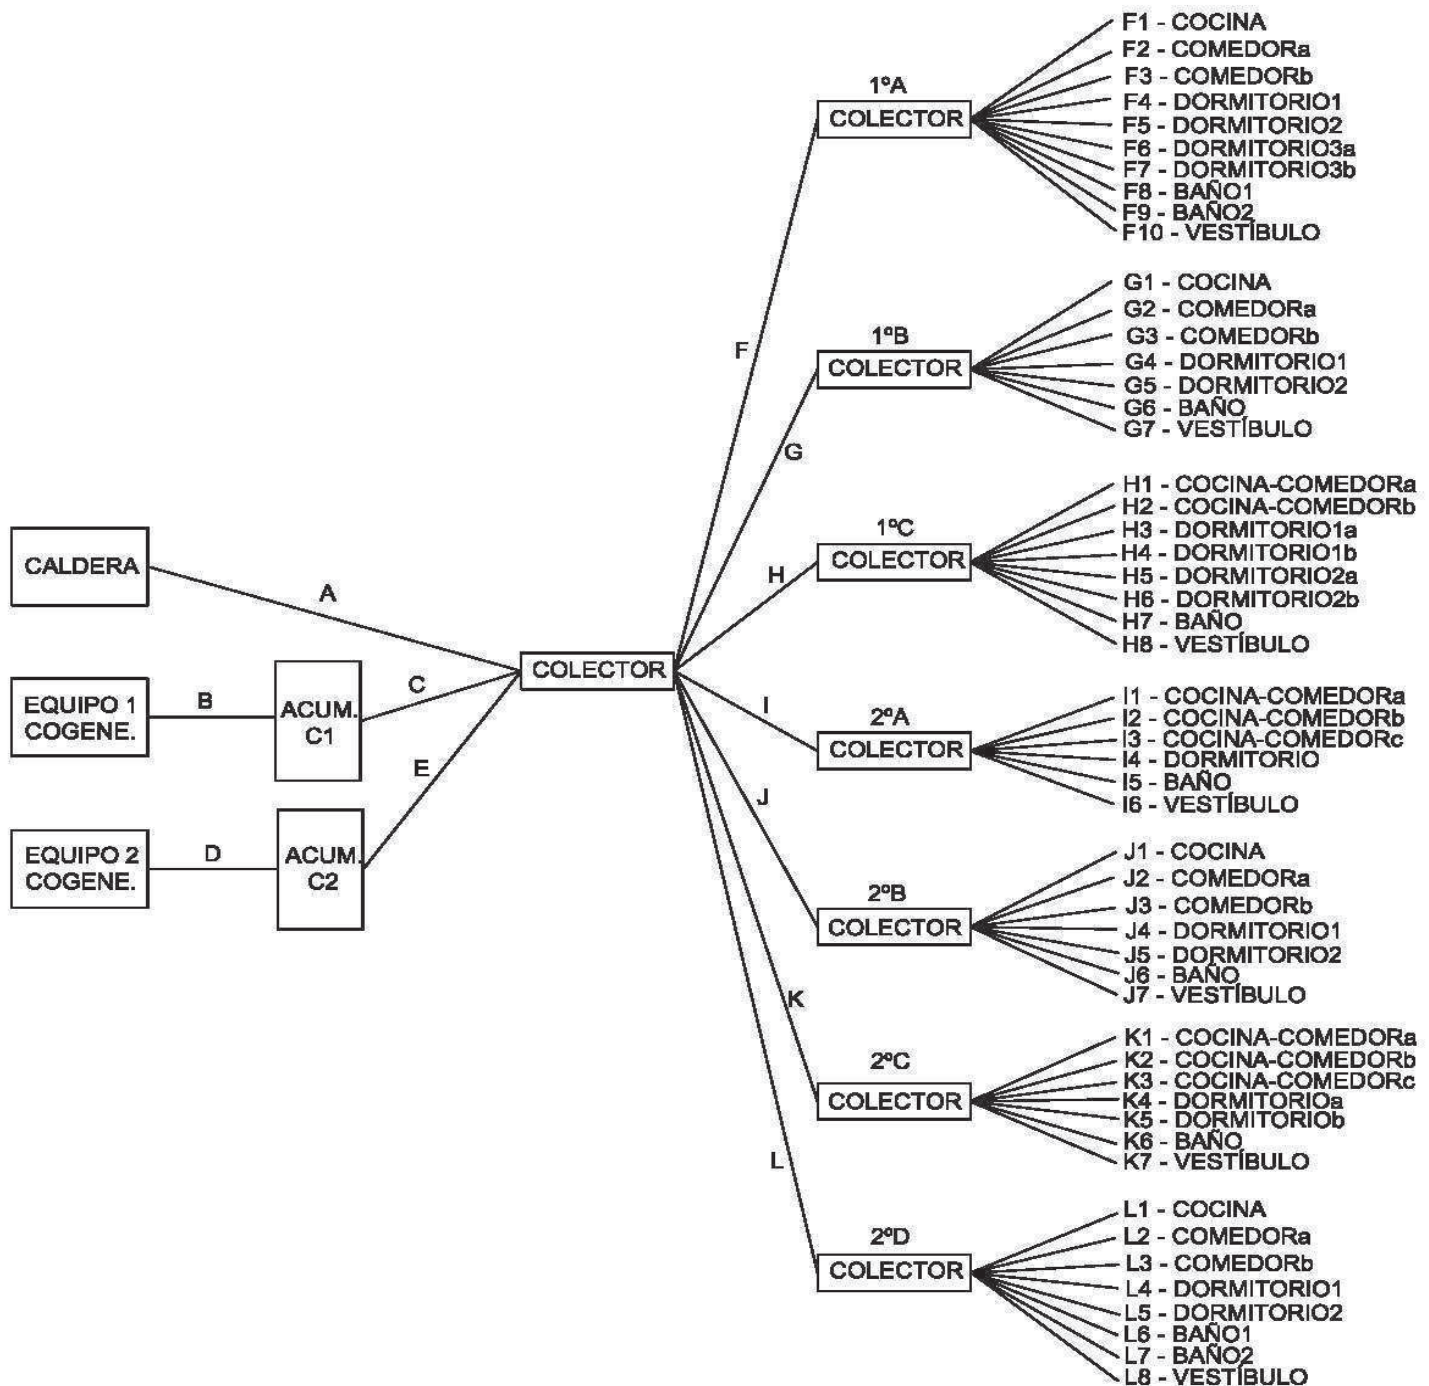 CALDERA
A
EQUIPO 1
COGENE.
B
ACUM.
C1
C
EQUIPO 2
COGENE.
D
ACUM.
C2
E
COLECTOR
F
1ºA
COLECTOR
F1 - COCINA
F2 - COMEDORa
F3 - COMEDORb
F4 - DORMITORIO1
F5 - DORMITORIO2
F6 - DORMITORIO3a
F7 - DORMITORIO3b
F8 - BAÑO1
F9 - BAÑO2
F10 - VESTÍBULO
G
1ºB
COLECTOR
G1 - COCINA
G2 - COMEDORa
G3 - COMEDORb
G4 - DORMITORIO1
G5 - DORMITORIO2
G6 - BAÑO
G7 - VESTÍBULO
H
1ºC
COLECTOR
H1 - COCINA-COMEDORa
H2 - COCINA-COMEDORb
H3 - DORMITORIO1a
H4 - DORMITORIO1b
H5 - DORMITORIO2a
H6 - DORMITORIO2b
H7 - BAÑO
H8 - VESTÍBULO
I
2ºA
COLECTOR
I1 - COCINA-COMEDORa
I2 - COCINA-COMEDORb
I3 - COCINA-COMEDORc
I4 - DORMITORIO
I5 - BAÑO
I6 - VESTÍBULO
J
2ºB
COLECTOR
J1 - COCINA
J2 - COMEDORa
J3 - COMEDORb
J4 - DORMITORIO1
J5 - DORMITORIO2
J6 - BAÑO
J7 - VESTÍBULO
K
2ºC
COLECTOR
K1 - COCINA-COMEDORa
K2 - COCINA-COMEDORb
K3 - COCINA-COMEDORc
K4 - DORMITORIOa
K5 - DORMITORIOb
K6 - BAÑO
K7 - VESTÍBULO
L
2ºD
COLECTOR
L1 - COCINA
L2 - COMEDORa
L3 - COMEDORb
L4 - DORMITORIO1
L5 - DORMITORIO2
L6 - BAÑO1
L7 - BAÑO2
L8 - VESTÍBULO